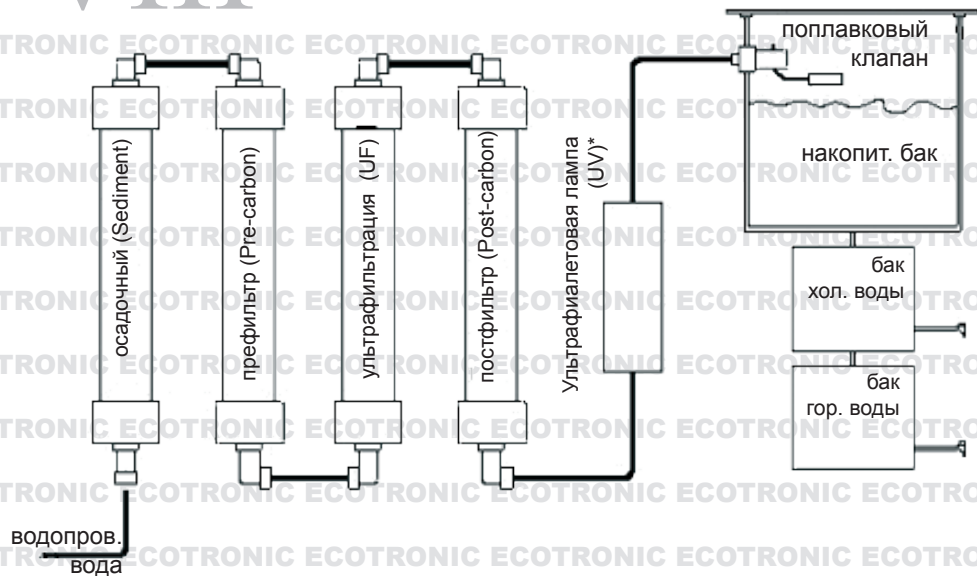 поплавковый
клапан
накопит. бак
осадочный (Sediment)
префильтр (Pre-carbon)
ультрафильтрация (UF)
постфильтр (Post-carbon)
Ультрафиалетовая лампа
(UV)*
бак
хол. воды
бак
гор. воды
водопров.
вода
ECOTRONIC ECOTRONIC ECOTRONIC ECOTRONIC ECOTRONIC